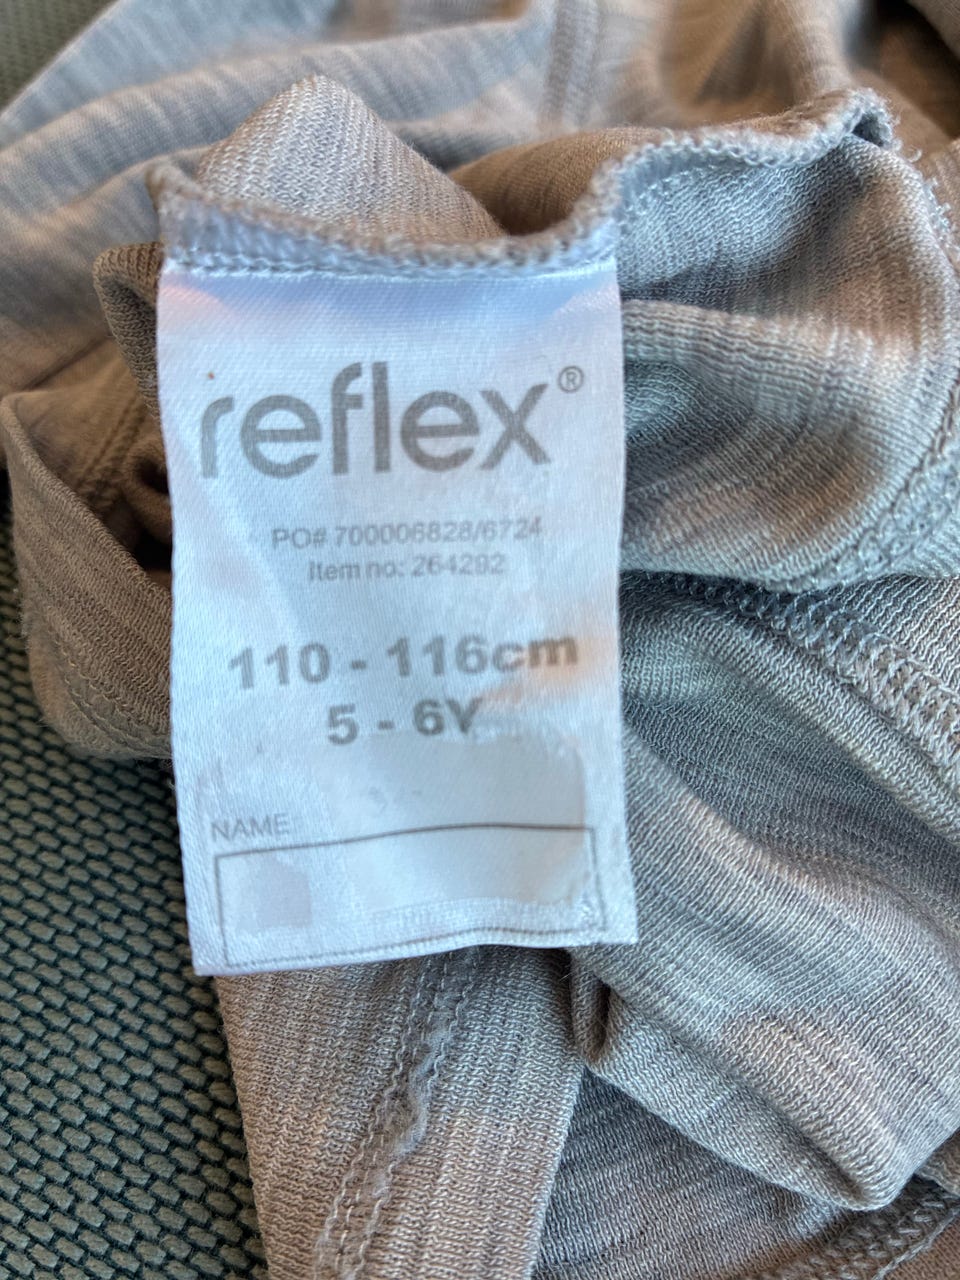 reflex®
PO# 700006828/6724
Item no: 264292
110 - 116cm
5 - 6Y
NAME: